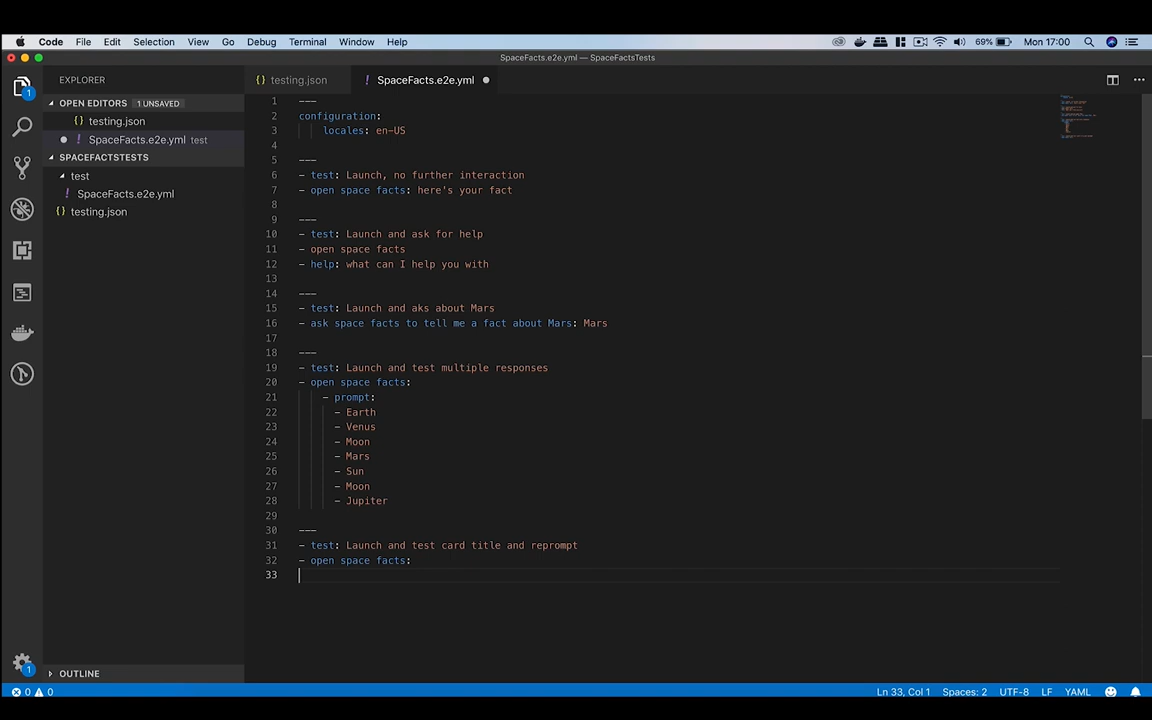 Code File Edit Selection View Go Debug Terminal Window Help 69% Mon 17:00
SpaceFacts.e2e.yml — SpaceFactsTests
EXPLORER
{} testing.json
! SpaceFacts.e2e.yml
OPEN EDITORS 1 UNSAVED
{} testing.json
! SpaceFacts.e2e.yml test
SPACEFACTSTESTS
test
! SpaceFacts.e2e.yml
{} testing.json
1 ---
2 configuration:
3 locales: en-US
4
5 ---
6 - test: Launch, no further interaction
7 - open space facts: here's your fact
8
9 ---
10 - test: Launch and ask for help
11 - open space facts
12 - help: what can I help you with
13
14 ---
15 - test: Launch and aks about Mars
16 - ask space facts to tell me a fact about Mars: Mars
17
18 ---
19 - test: Launch and test multiple responses
20 - open space facts:
21 - prompt:
22 - Earth
23 - Venus
24 - Moon
25 - Mars
26 - Sun
27 - Moon
28 - Jupiter
29
30 ---
31 - test: Launch and test card title and reprompt
32 - open space facts:
33
1
1
OUTLINE
0 0
Ln 33, Col 1 Spaces: 2 UTF-8 LF YAML